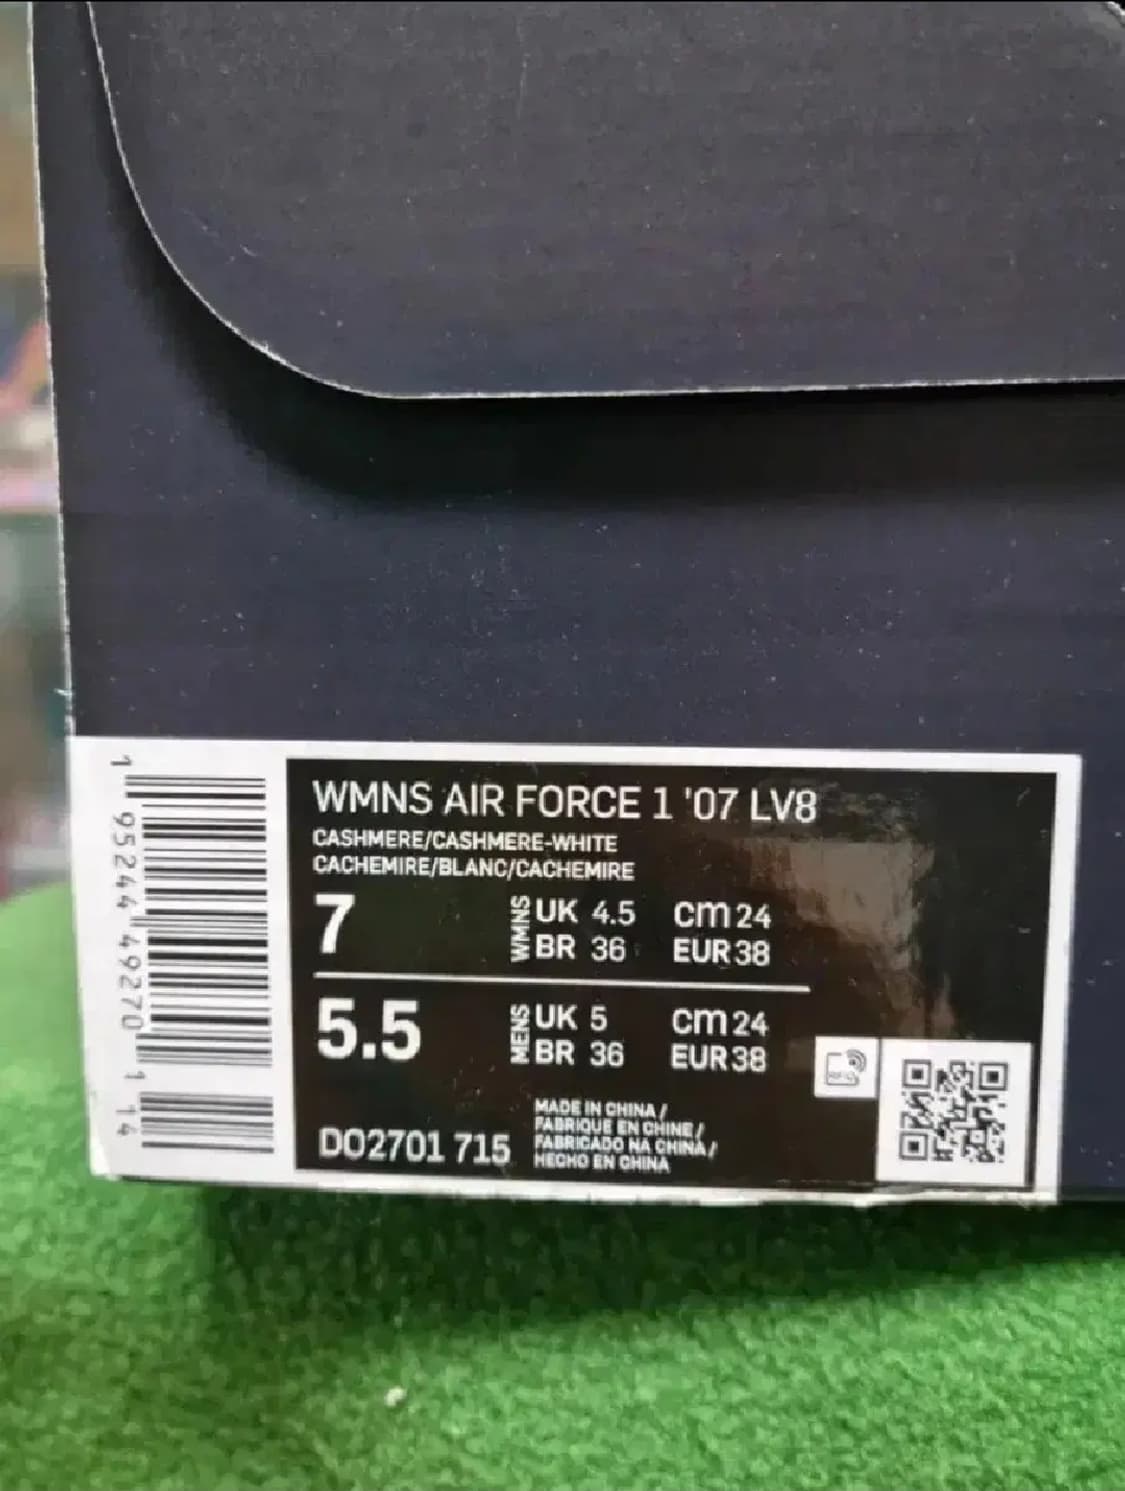 WMNS AIR FORCE 1 '07 LV8
CASHMERE/CASHMERE-WHITE
CACHEMIRE/BLANC/CACHEMIRE
7 WMNS UK 4.5 cm 24
BR 36 EUR 38
5.5 MENS UK 5 cm 24
BR 36 EUR 38
DO2701 715
MADE IN CHINA /
FABRIQUE EN CHINE /
FABRICADO NA CHINA /
HECHO EN CHINA
RFID
1 95244 49270 1 14